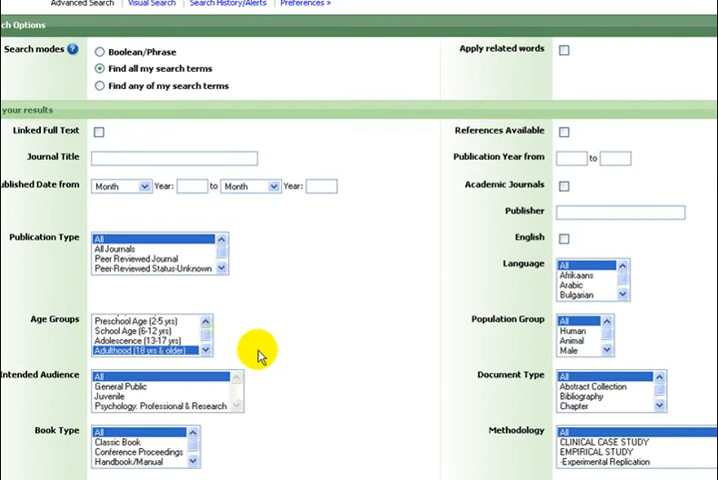 Advanced Search Visual Search Search History/Alerts Preferences »
ch Options
Search modes ? Boolean/Phrase Apply related words
Find all my search terms
Find any of my search terms
your results
Linked Full Text References Available
Journal Title Publication Year from to
ublished Date from Month Year: to Month Year: Academic Journals
Publisher
Publication Type All English
All Journals
Peer Reviewed Journal
Peer-Reviewed Status-Unknown
Language All
Afrikaans
Arabic
Bulgarian
Age Groups Preschool Age (2-5 yrs)
School Age (6-12 yrs)
Adolescence (13-17 yrs)
Adulthood (18 yrs & older)
Population Group All
Human
Animal
Male
Intended Audience All
General Public
Juvenile
Psychology: Professional & Research
Document Type All
Abstract Collection
Bibliography
Chapter
Book Type All
Classic Book
Conference Proceedings
Handbook/Manual
Methodology All
CLINICAL CASE STUDY
EMPIRICAL STUDY
-Experimental Replication